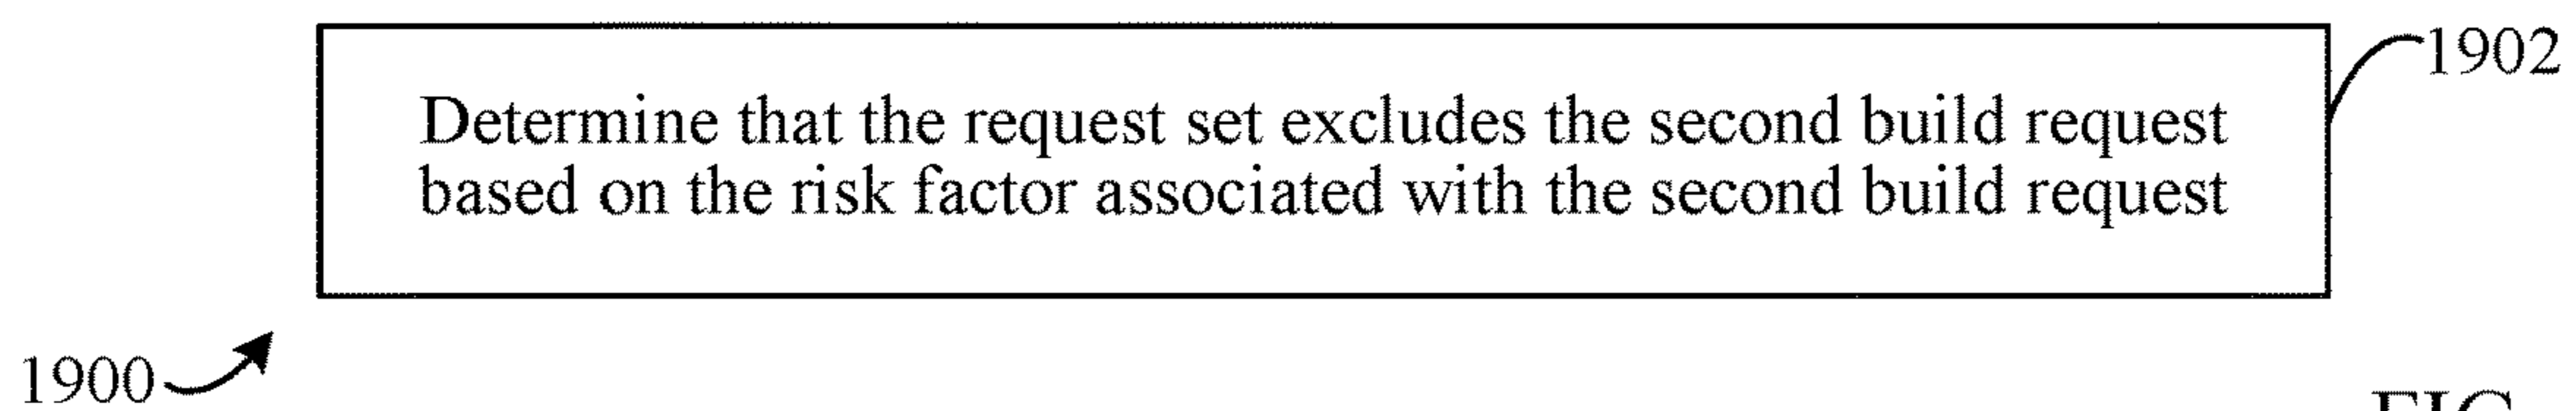 1902
Determine that the request set excludes the second build request
based on the risk factor associated with the second build request
1900